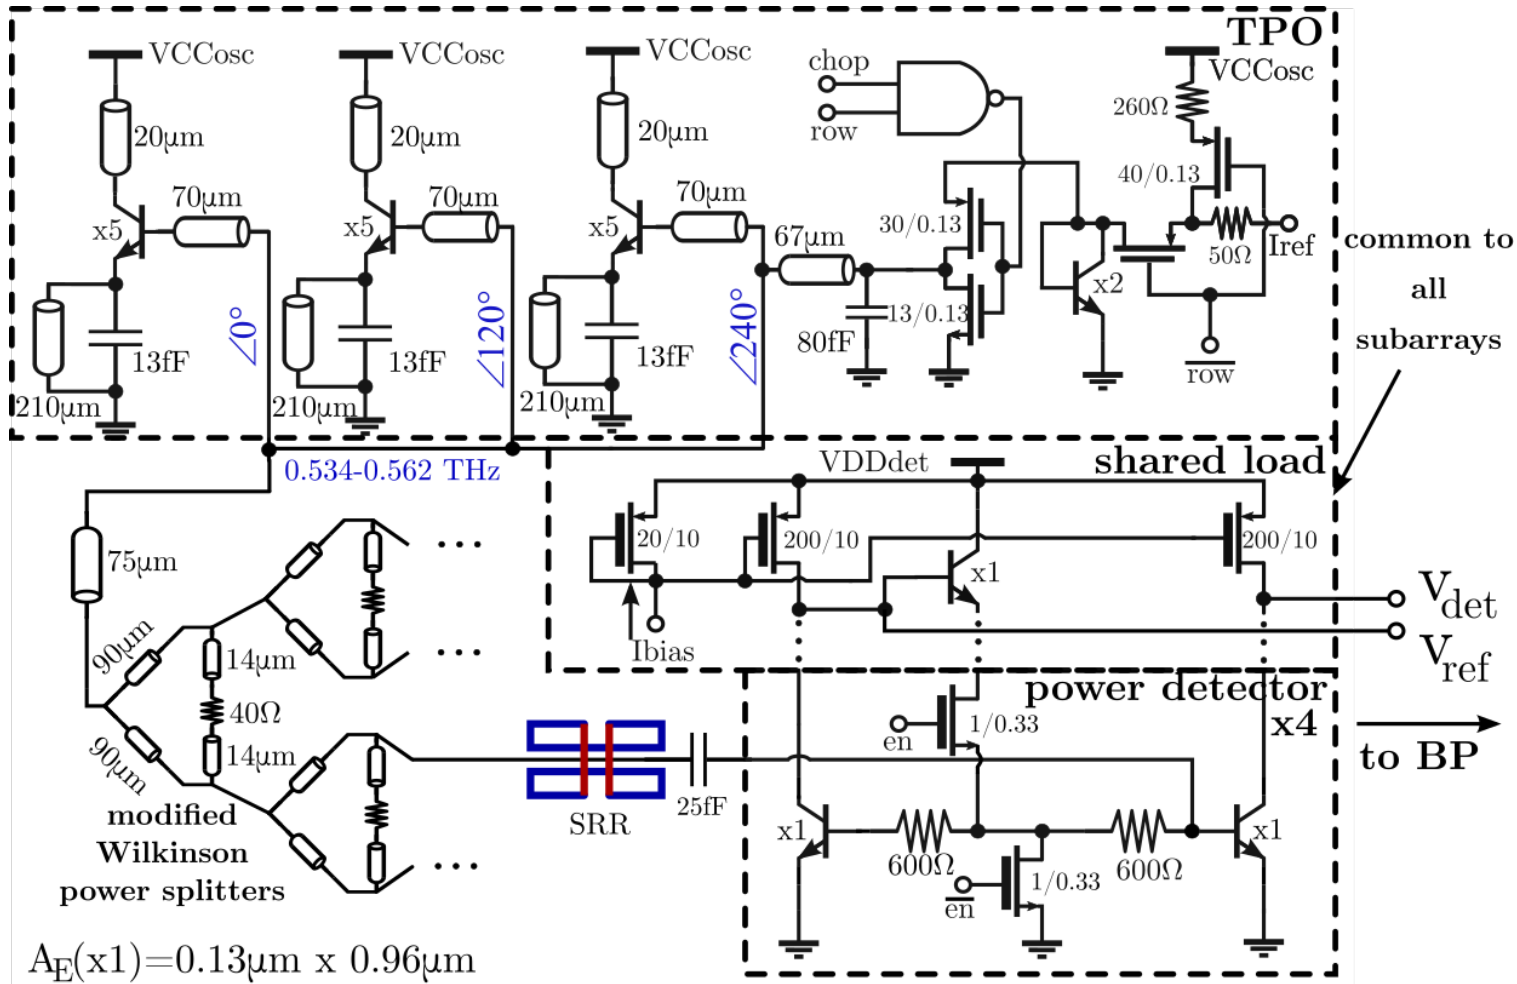 TPO
VCCosc
VCCosc
VCCosc
VCCosc
chop
row
20µm
20µm
20µm
260Ω
40/0.13
70µm
70µm
70µm
x5
x5
x5
67µm
30/0.13
50Ω
Iref
x2
13/0.13
80fF
row
∠0°
∠120°
∠240°
13fF
13fF
13fF
210µm
210µm
210µm
common to
all
subarrays
0.534-0.562 THz
VDDdet
shared load
20/10
200/10
200/10
x1
Ibias
Vdet
Vref
75µm
90µm
90µm
14µm
40Ω
14µm
...
...
...
modified
Wilkinson
power splitters
SRR
25fF
power detector
x4
en
1/0.33
to BP
x1
600Ω
600Ω
x1
en
1/0.33
AE(x1)=0.13µm x 0.96µm